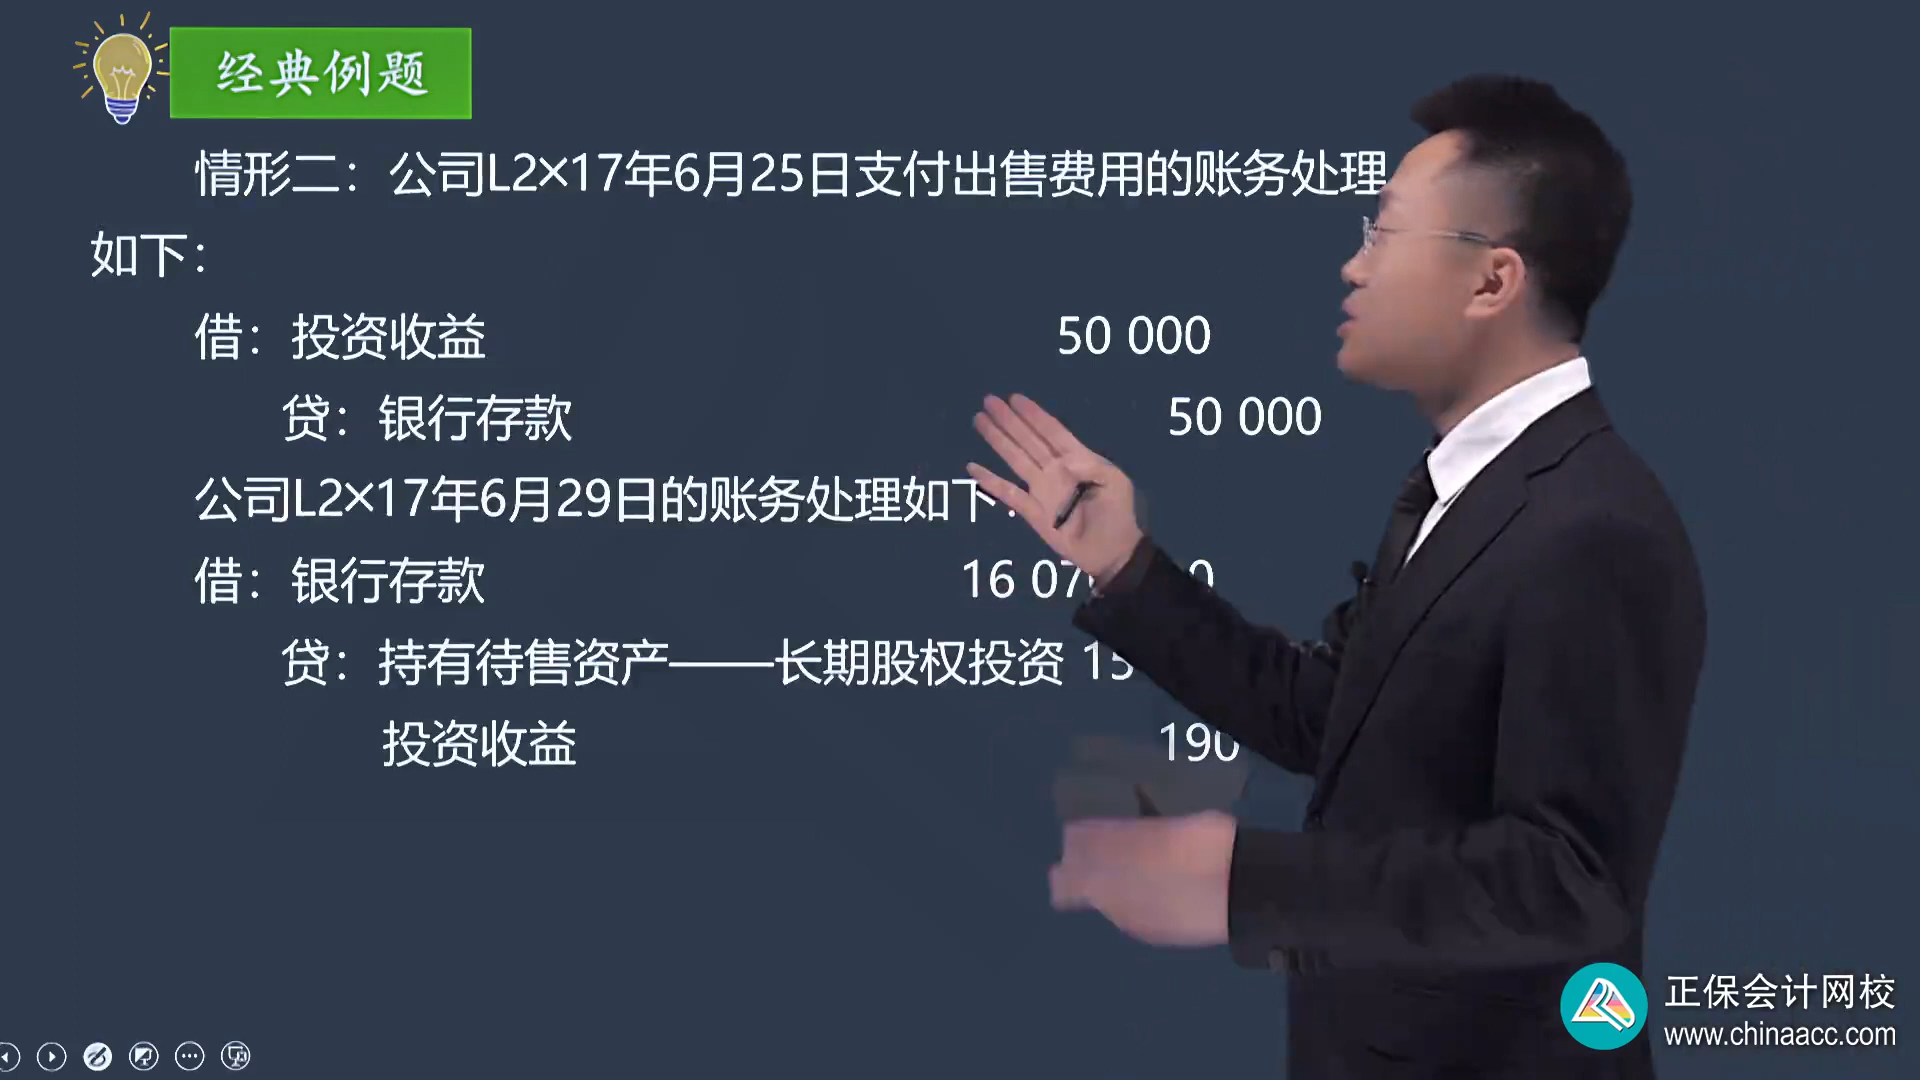 经典例题
情形二：公司L2×17年6月25日支付出售费用的账务处理
如下：
借：投资收益 50 000
贷：银行存款 50 000
公司L2×17年6月29日的账务处理如下：
借：银行存款 16 07
贷：持有待售资产——长期股权投资 15
投资收益 190
正保会计网校
www.chinaacc.com